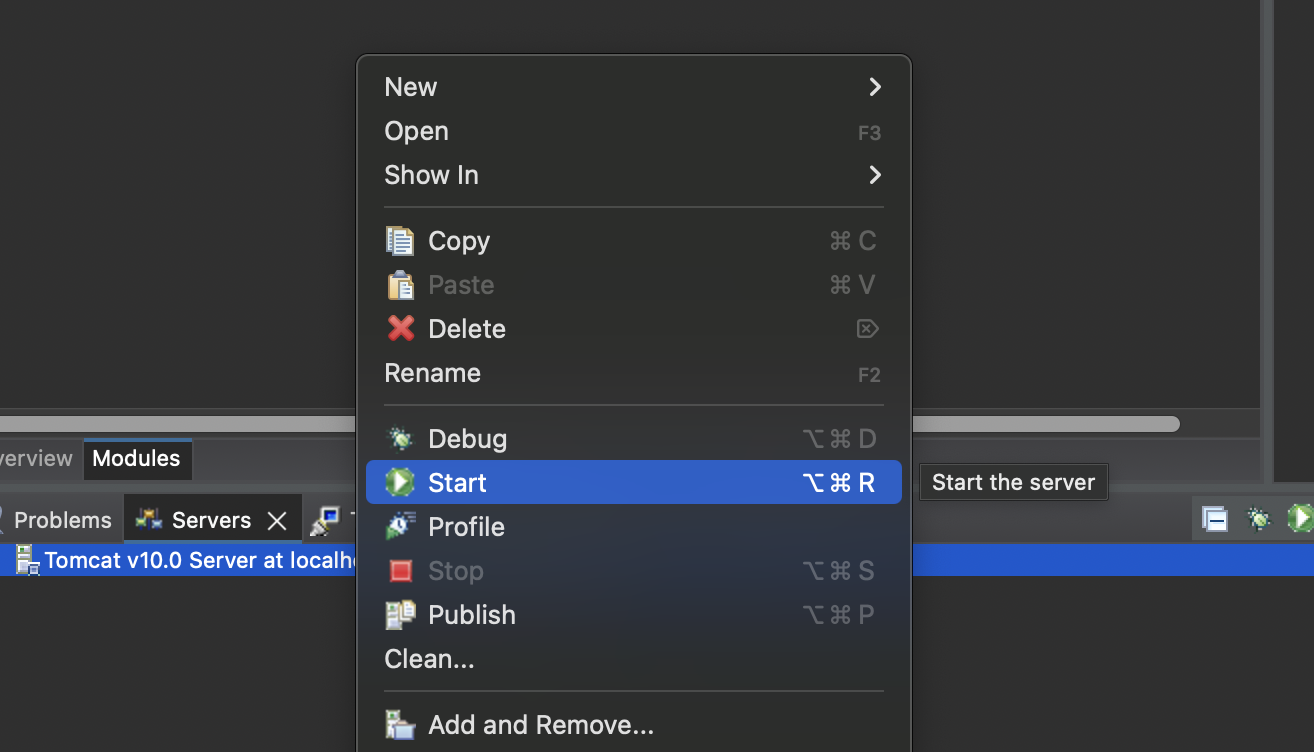 New
Open F3
Show In
Copy ⌘ C
Paste ⌘ V
Delete
Rename F2
Debug ⌥ ⌘ D
verview Modules
Start ⌥ ⌘ R
Start the server
Profile
Problems Servers
Tomcat v10.0 Server at localh
Stop ⌥ ⌘ S
Publish ⌥ ⌘ P
Clean...
Add and Remove...